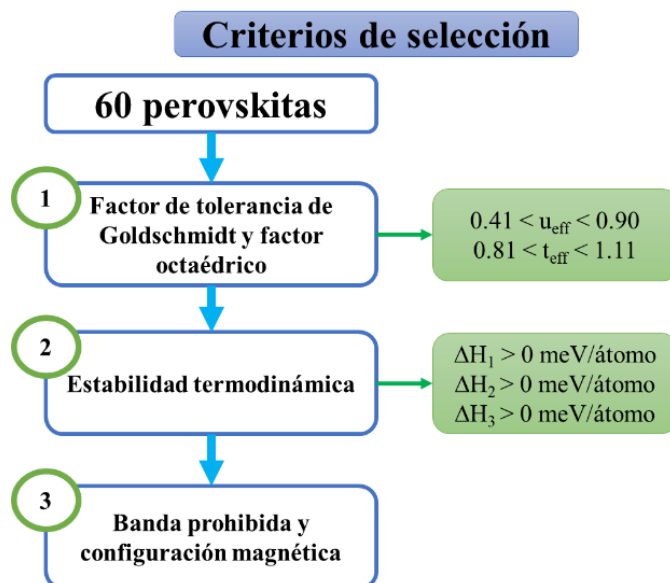 Criterios de selección
60 perovskitas
1
Factor de tolerancia de
Goldschmidt y factor
octaédrico
0.41 < u_eff < 0.90
0.81 < t_eff < 1.11
2
Estabilidad termodinámica
ΔH₁ > 0 meV/átomo
ΔH₂ > 0 meV/átomo
ΔH₃ > 0 meV/átomo
3
Banda prohibida y
configuración magnética